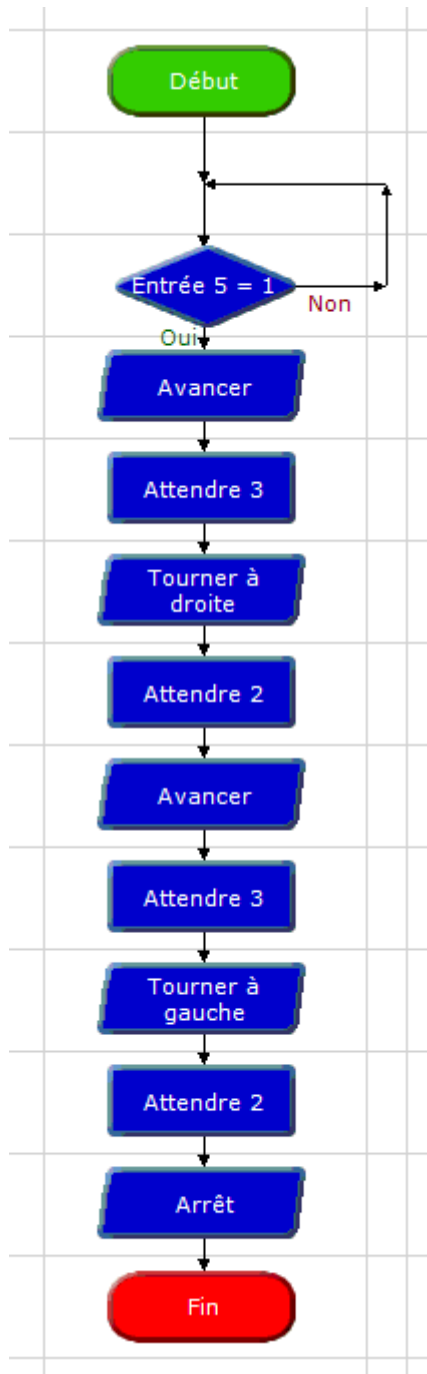 Début
Entrée 5 = 1
Non
Oui
Avancer
Attendre 3
Tourner à
droite
Attendre 2
Avancer
Attendre 3
Tourner à
gauche
Attendre 2
Arrêt
Fin